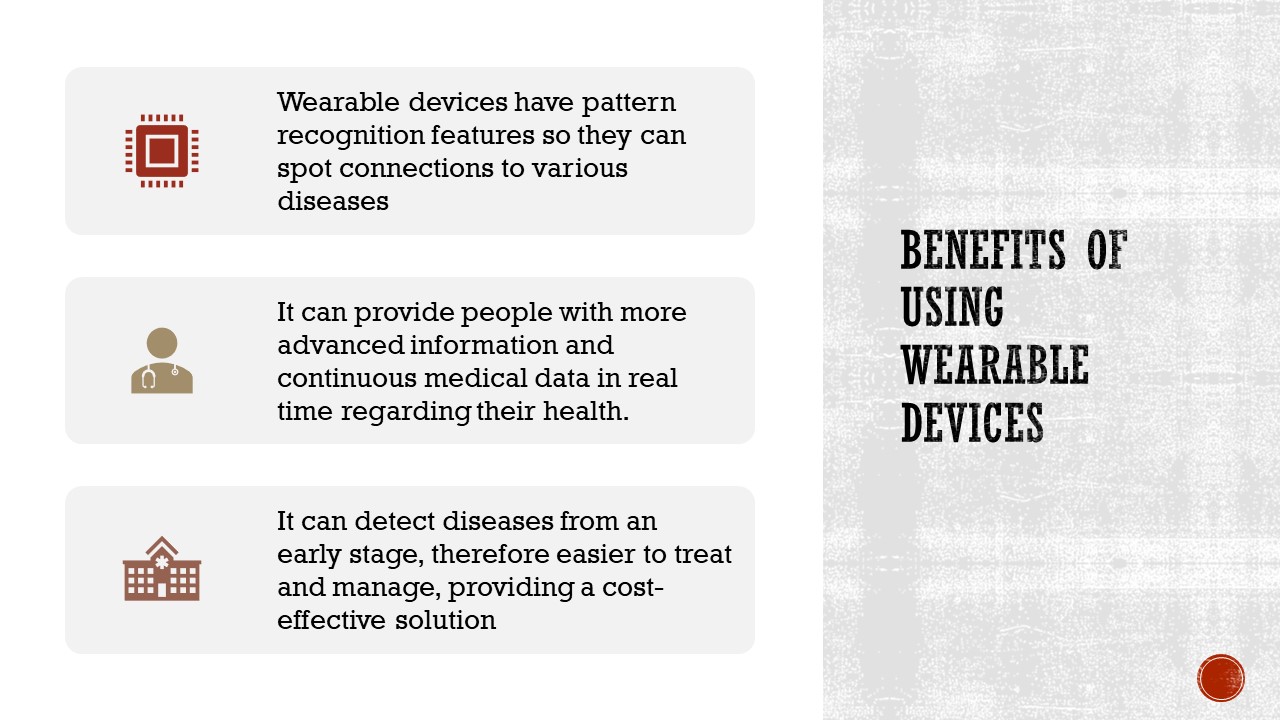 Wearable devices have pattern
recognition features so they can
spot connections to various
diseases
It can provide people with more
advanced information and
continuous medical data in real
time regarding their health.
It can detect diseases from an
early stage, therefore easier to treat
and manage, providing a cost-
effective solution
BENEFITS OF
USING
WEARABLE
DEVICES